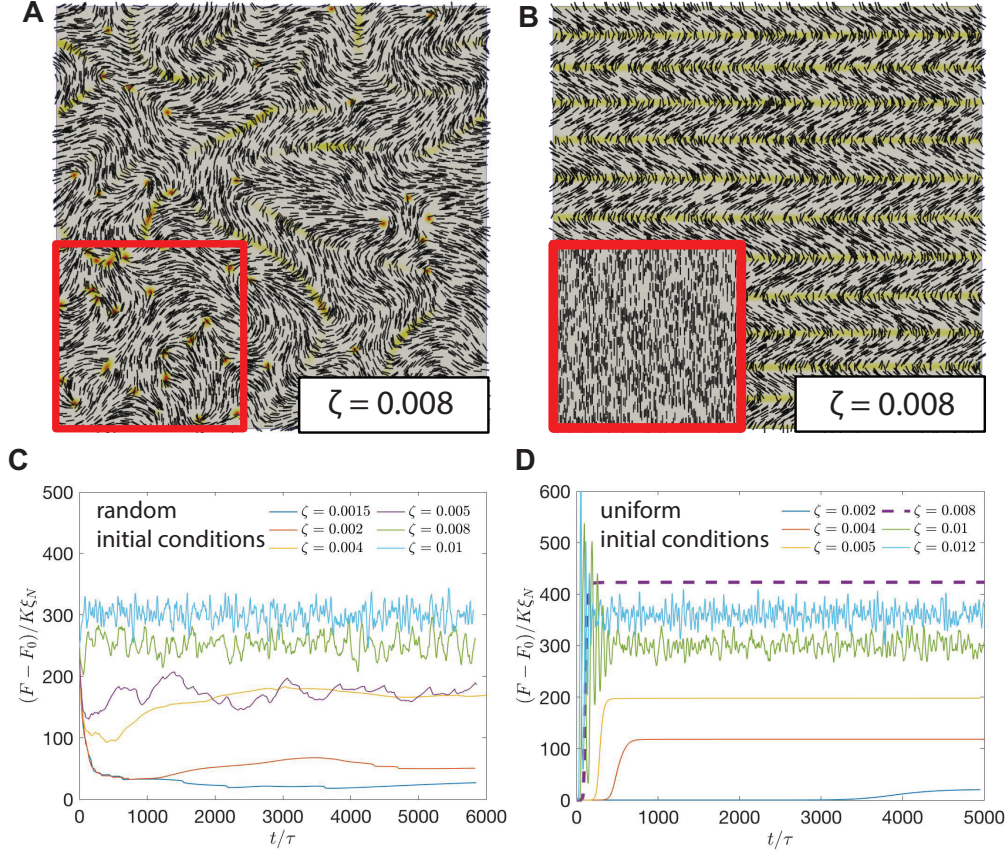 A
B
ζ = 0.008
ζ = 0.008
C
D
random
initial conditions
ζ = 0.0015
ζ = 0.002
ζ = 0.004
ζ = 0.005
ζ = 0.008
ζ = 0.01
500
400
300
200
100
0
(F − F₀)/Kξ_N
0
1000
2000
3000
4000
5000
6000
t/τ
uniform
initial conditions
ζ = 0.002
ζ = 0.004
ζ = 0.005
ζ = 0.008
ζ = 0.01
ζ = 0.012
600
500
400
300
200
100
0
(F − F₀)/Kξ_N
0
1000
2000
3000
4000
5000
t/τ